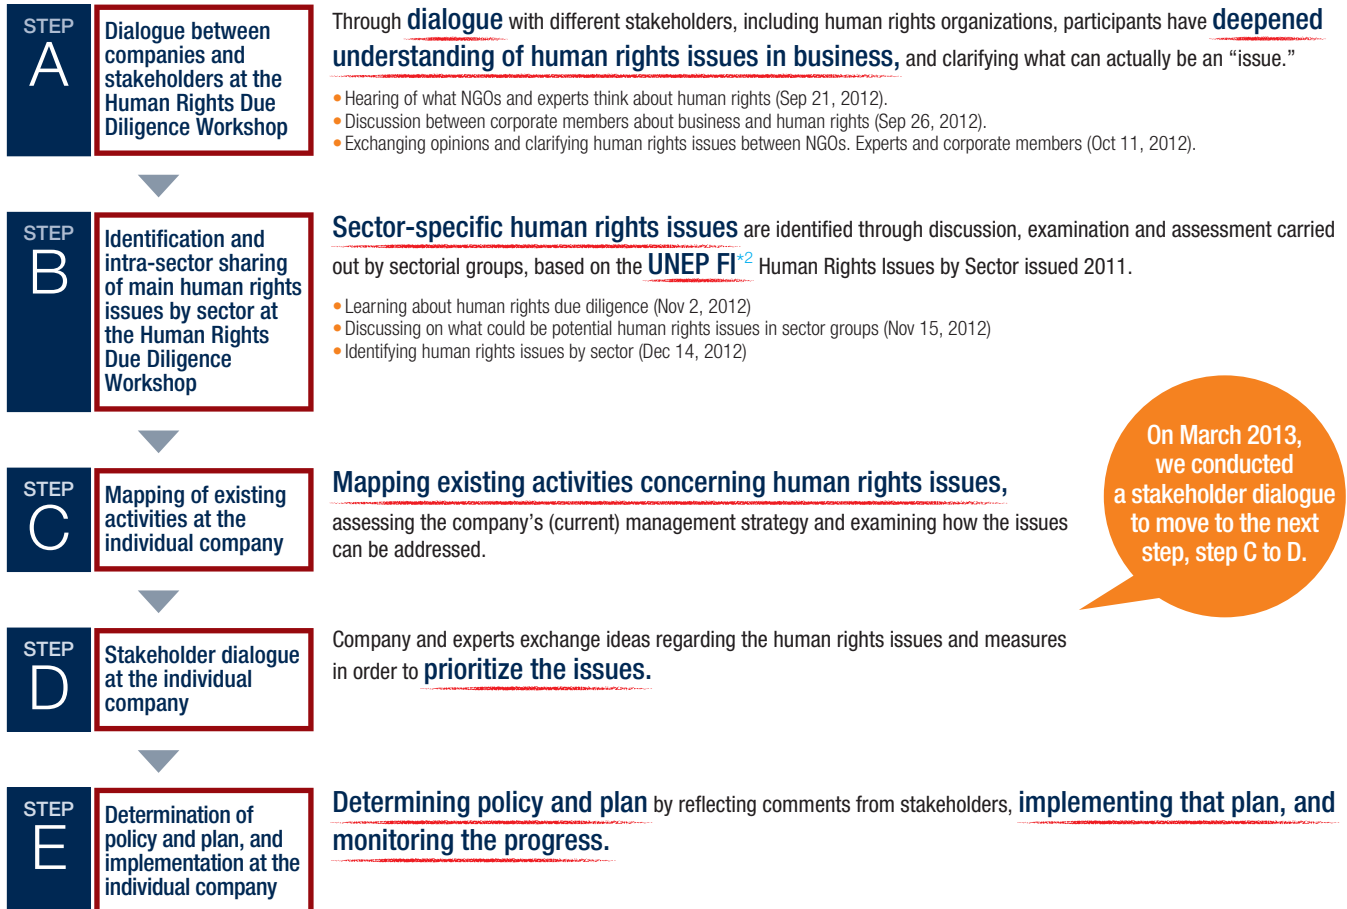 STEP
A
Dialogue between
companies and
stakeholders at the
Human Rights Due
Diligence Workshop
Through dialogue with different stakeholders, including human rights organizations, participants have deepened
understanding of human rights issues in business, and clarifying what can actually be an “issue.”
• Hearing of what NGOs and experts think about human rights (Sep 21, 2012).
• Discussion between corporate members about business and human rights (Sep 26, 2012).
• Exchanging opinions and clarifying human rights issues between NGOs. Experts and corporate members (Oct 11, 2012).
STEP
B
Identification and
intra-sector sharing
of main human rights
issues by sector at
the Human Rights
Due Diligence
Workshop
Sector-specific human rights issues are identified through discussion, examination and assessment carried
out by sectorial groups, based on the UNEP FI*2 Human Rights Issues by Sector issued 2011.
• Learning about human rights due diligence (Nov 2, 2012)
• Discussing on what could be potential human rights issues in sector groups (Nov 15, 2012)
• Identifying human rights issues by sector (Dec 14, 2012)
On March 2013,
we conducted
a stakeholder dialogue
to move to the next
step, step C to D.
STEP
C
Mapping of existing
activities at the
individual company
Mapping existing activities concerning human rights issues,
assessing the company’s (current) management strategy and examining how the issues
can be addressed.
STEP
D
Stakeholder dialogue
at the individual
company
Company and experts exchange ideas regarding the human rights issues and measures
in order to prioritize the issues.
STEP
E
Determination of
policy and plan, and
implementation at the
individual company
Determining policy and plan by reflecting comments from stakeholders, implementing that plan, and
monitoring the progress.